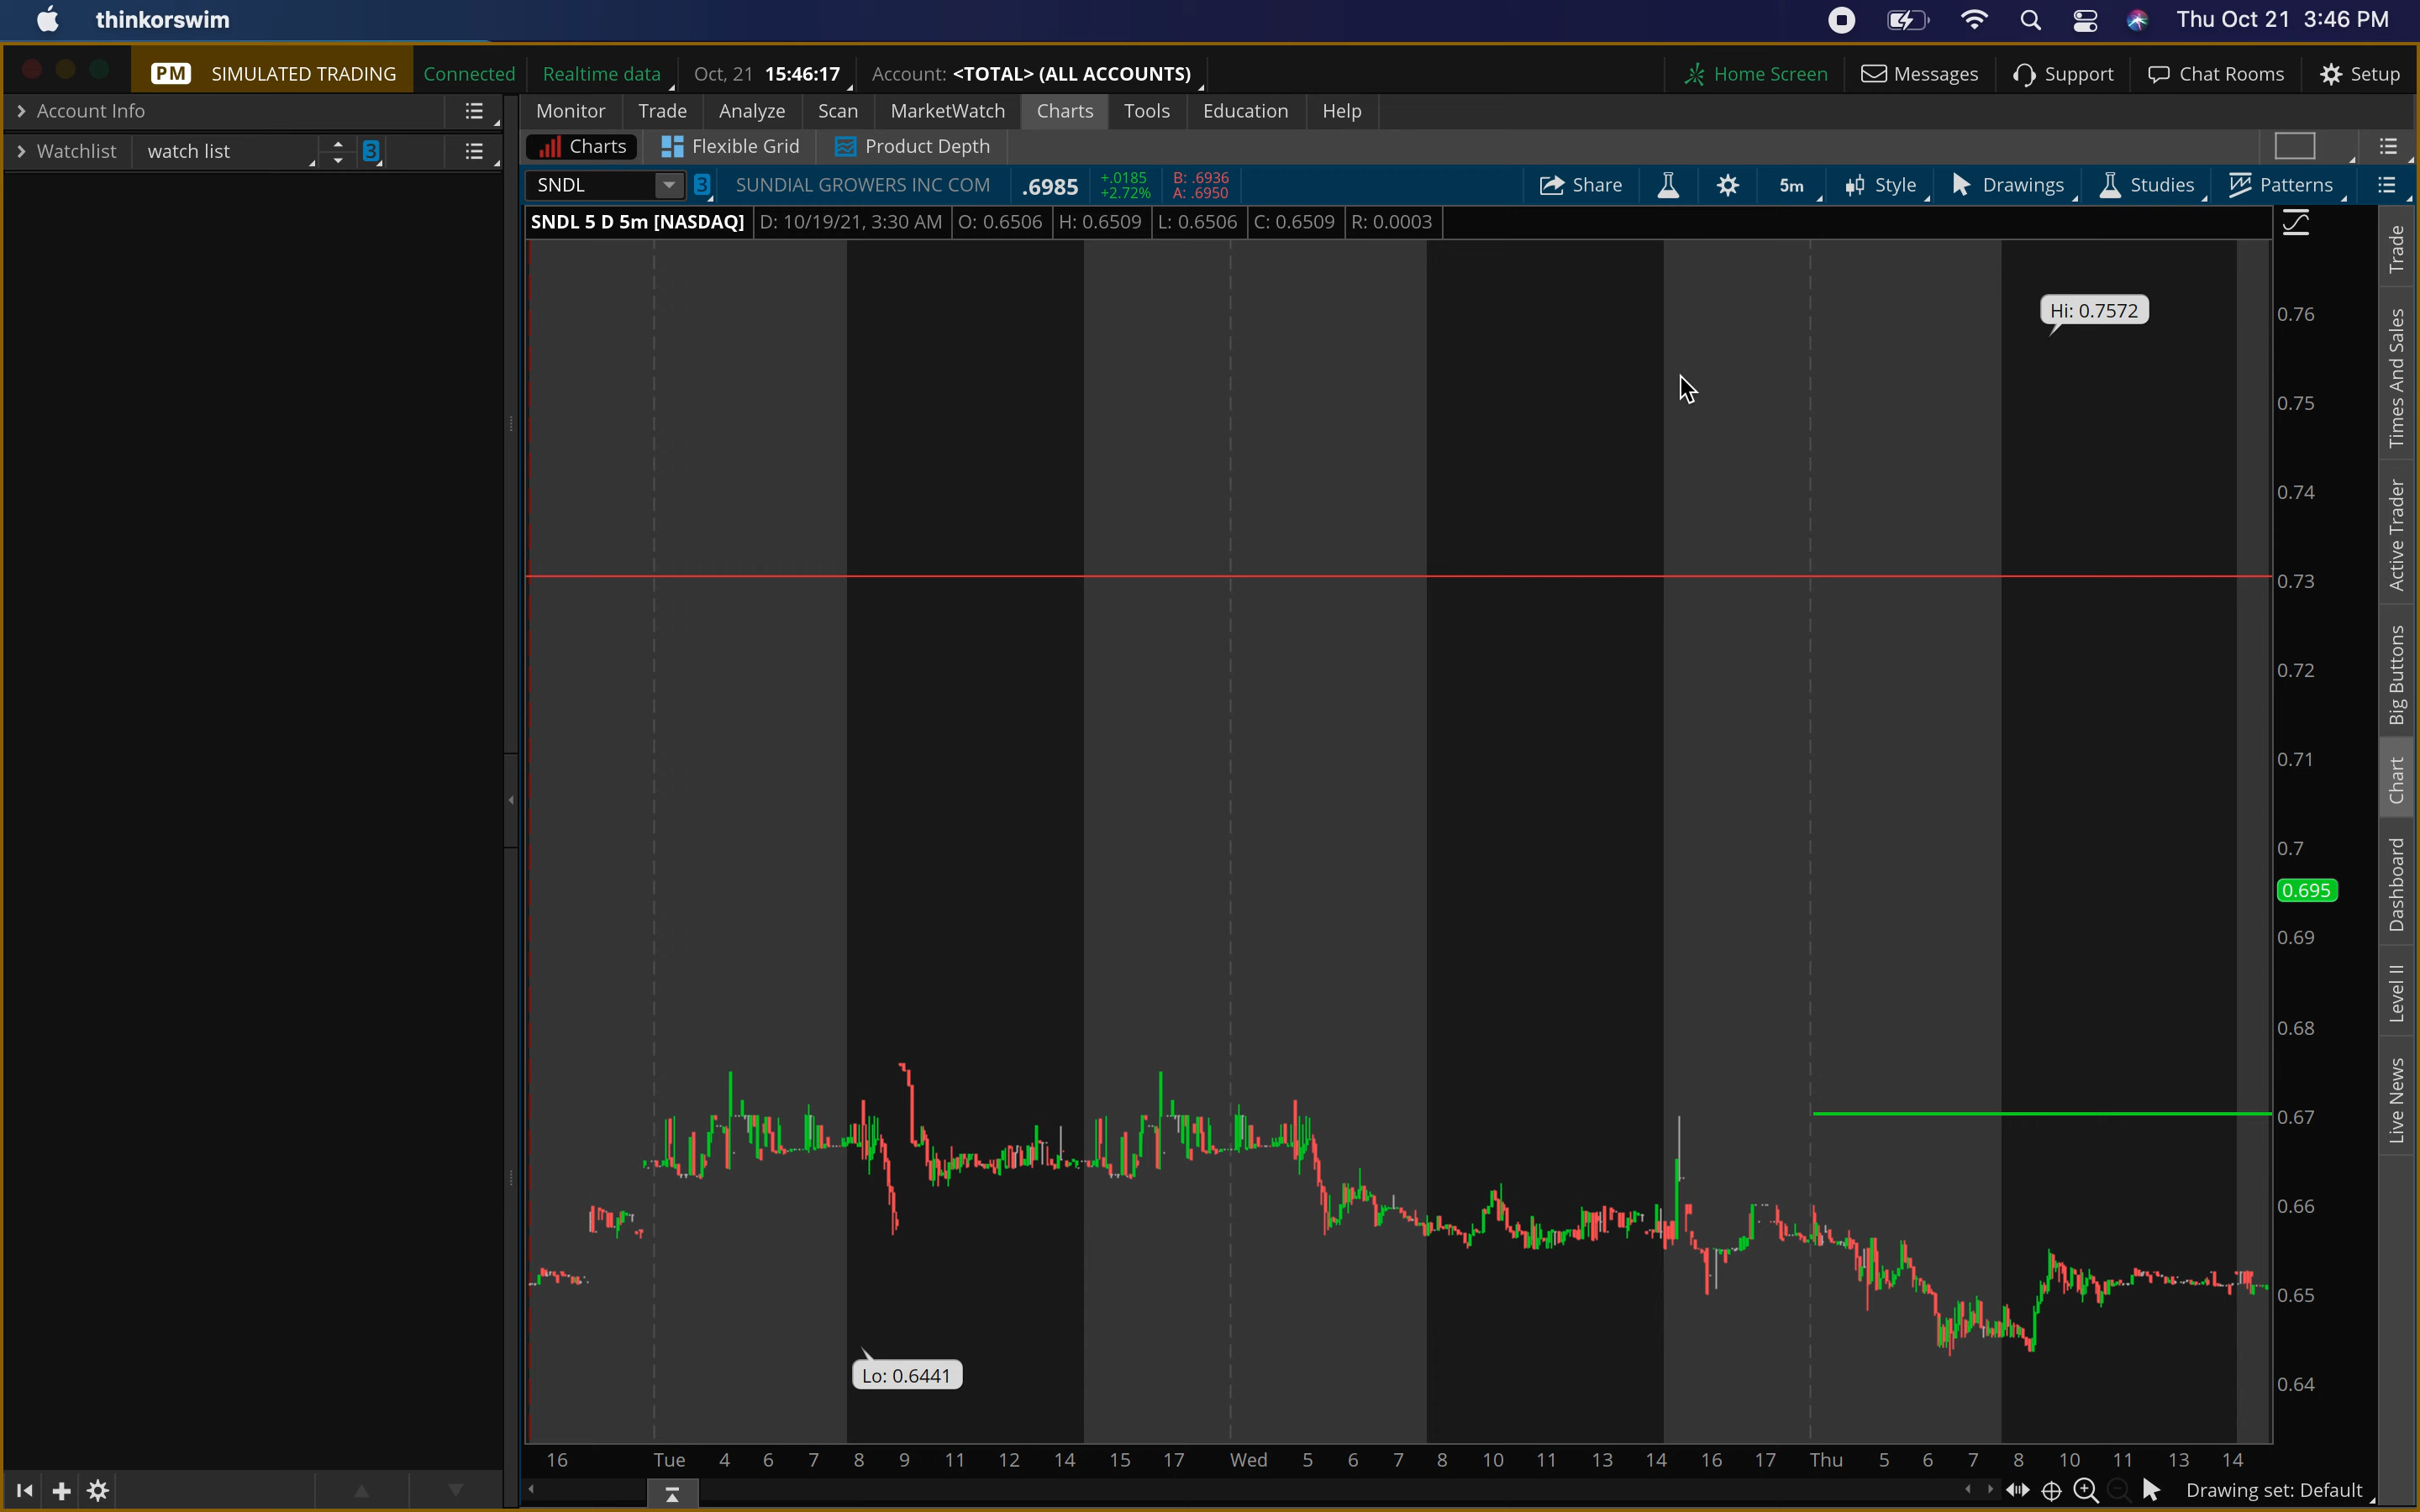 thinkorswim
Thu Oct 21 3:46 PM
PM SIMULATED TRADING Connected Realtime data Oct, 21 15:46:17 Account: <TOTAL> (ALL ACCOUNTS) Home Screen Messages Support Chat Rooms Setup
Account Info
Monitor Trade Analyze Scan MarketWatch Charts Tools Education Help
Watchlist watch list 3
Charts Flexible Grid Product Depth
SNDL 3 SUNDIAL GROWERS INC COM .6985 +.0185 B: .6936
+2.72% A: .6950
Share 5m Style Drawings Studies Patterns
SNDL 5 D 5m [NASDAQ] D: 10/19/21, 3:30 AM O: 0.6506 H: 0.6509 L: 0.6506 C: 0.6509 R: 0.0003
Hi: 0.7572
Lo: 0.6441
0.76
0.75
0.74
0.73
0.72
0.71
0.7
0.695
0.69
0.68
0.67
0.66
0.65
0.64
Trade
Times And Sales
Active Trader
Big Buttons
Chart
Dashboard
Level II
Live News
16 Tue 4 6 7 8 9 11 12 14 15 17 Wed 5 6 7 8 10 11 13 14 16 17 Thu 5 6 7 8 10 11 13 14
Drawing set: Default